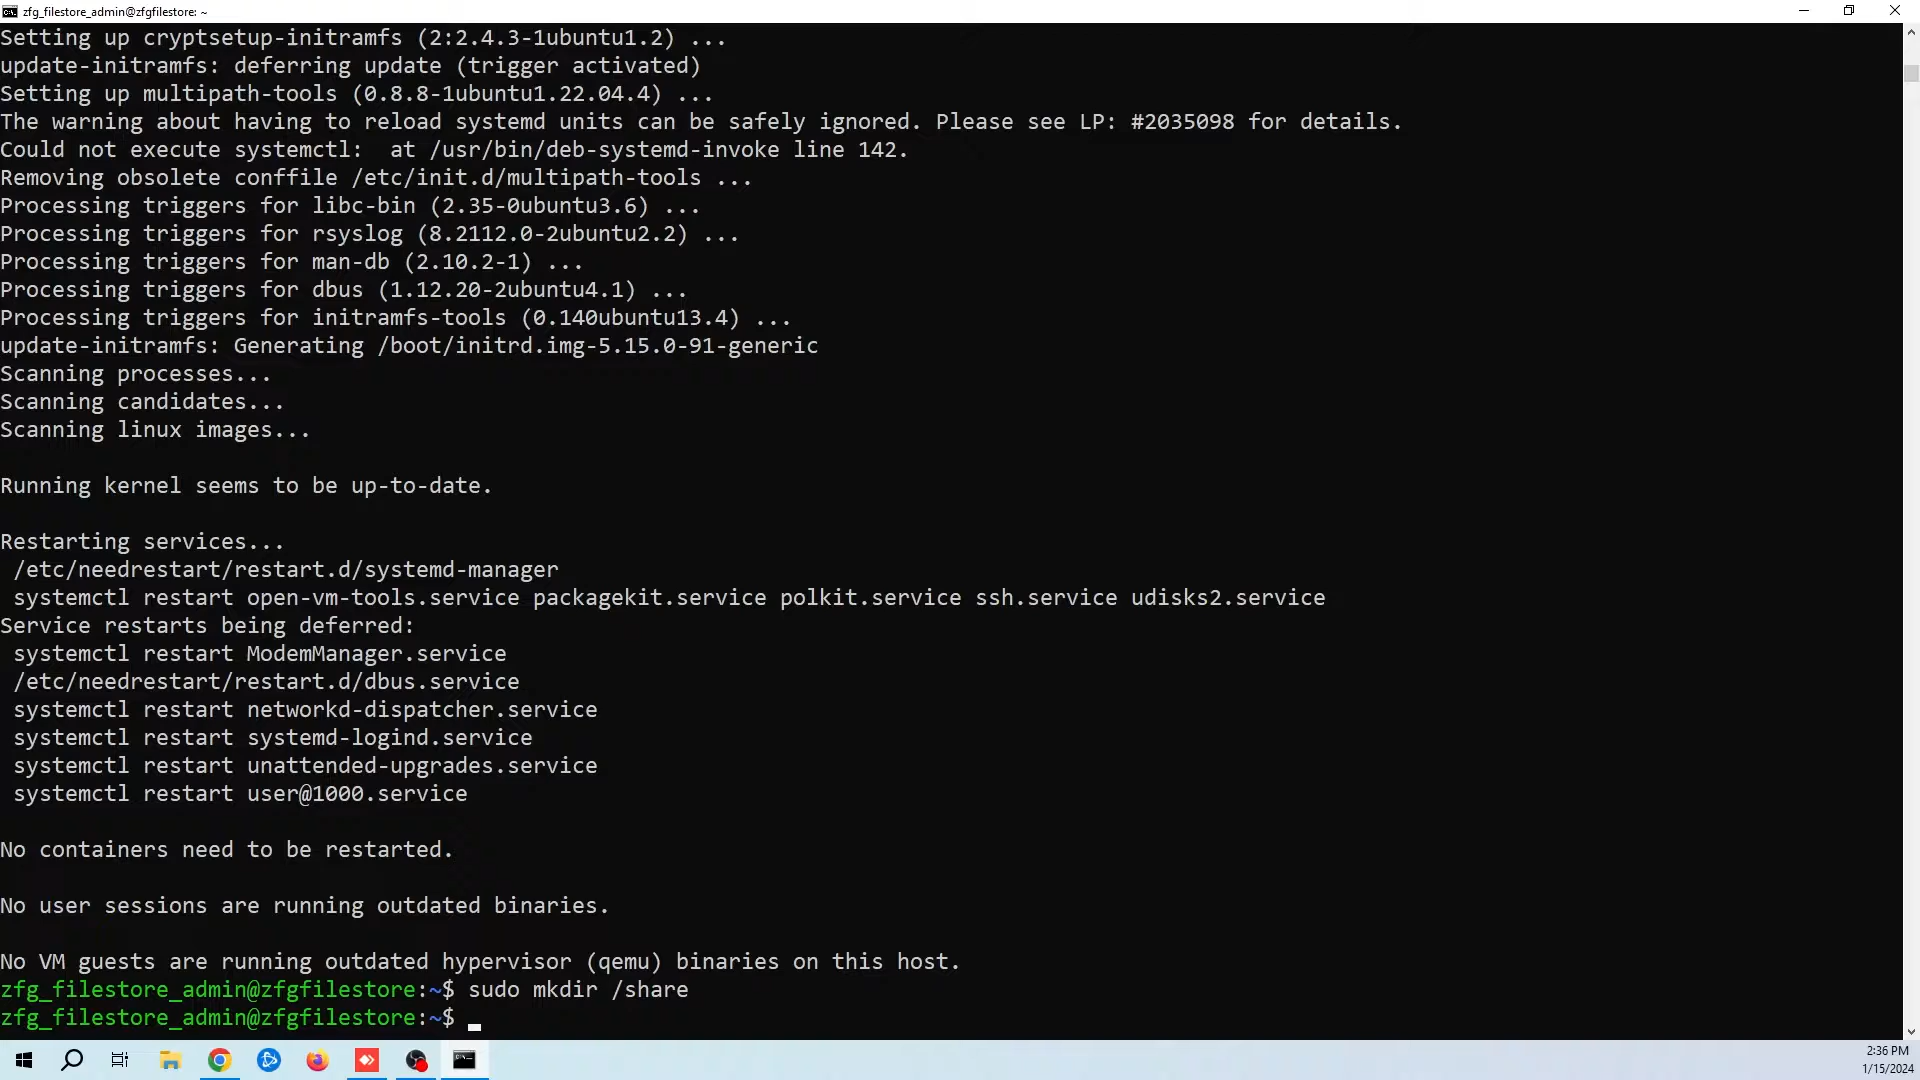 zfg_filestore_admin@zfgfilestore: ~
Setting up cryptsetup-initramfs (2:2.4.3-1ubuntu1.2) ...
update-initramfs: deferring update (trigger activated)
Setting up multipath-tools (0.8.8-1ubuntu1.22.04.4) ...
The warning about having to reload systemd units can be safely ignored. Please see LP: #2035098 for details.
Could not execute systemctl:  at /usr/bin/deb-systemd-invoke line 142.
Removing obsolete conffile /etc/init.d/multipath-tools ...
Processing triggers for libc-bin (2.35-0ubuntu3.6) ...
Processing triggers for rsyslog (8.2112.0-2ubuntu2.2) ...
Processing triggers for man-db (2.10.2-1) ...
Processing triggers for dbus (1.12.20-2ubuntu4.1) ...
Processing triggers for initramfs-tools (0.140ubuntu13.4) ...
update-initramfs: Generating /boot/initrd.img-5.15.0-91-generic
Scanning processes...
Scanning candidates...
Scanning linux images...
Running kernel seems to be up-to-date.
Restarting services...
/etc/needrestart/restart.d/systemd-manager
systemctl restart open-vm-tools.service packagekit.service polkit.service ssh.service udisks2.service
Service restarts being deferred:
systemctl restart ModemManager.service
/etc/needrestart/restart.d/dbus.service
systemctl restart networkd-dispatcher.service
systemctl restart systemd-logind.service
systemctl restart unattended-upgrades.service
systemctl restart user@1000.service
No containers need to be restarted.
No user sessions are running outdated binaries.
No VM guests are running outdated hypervisor (qemu) binaries on this host.
zfg_filestore_admin@zfgfilestore:~$ sudo mkdir /share
zfg_filestore_admin@zfgfilestore:~$
2:36 PM
1/15/2024